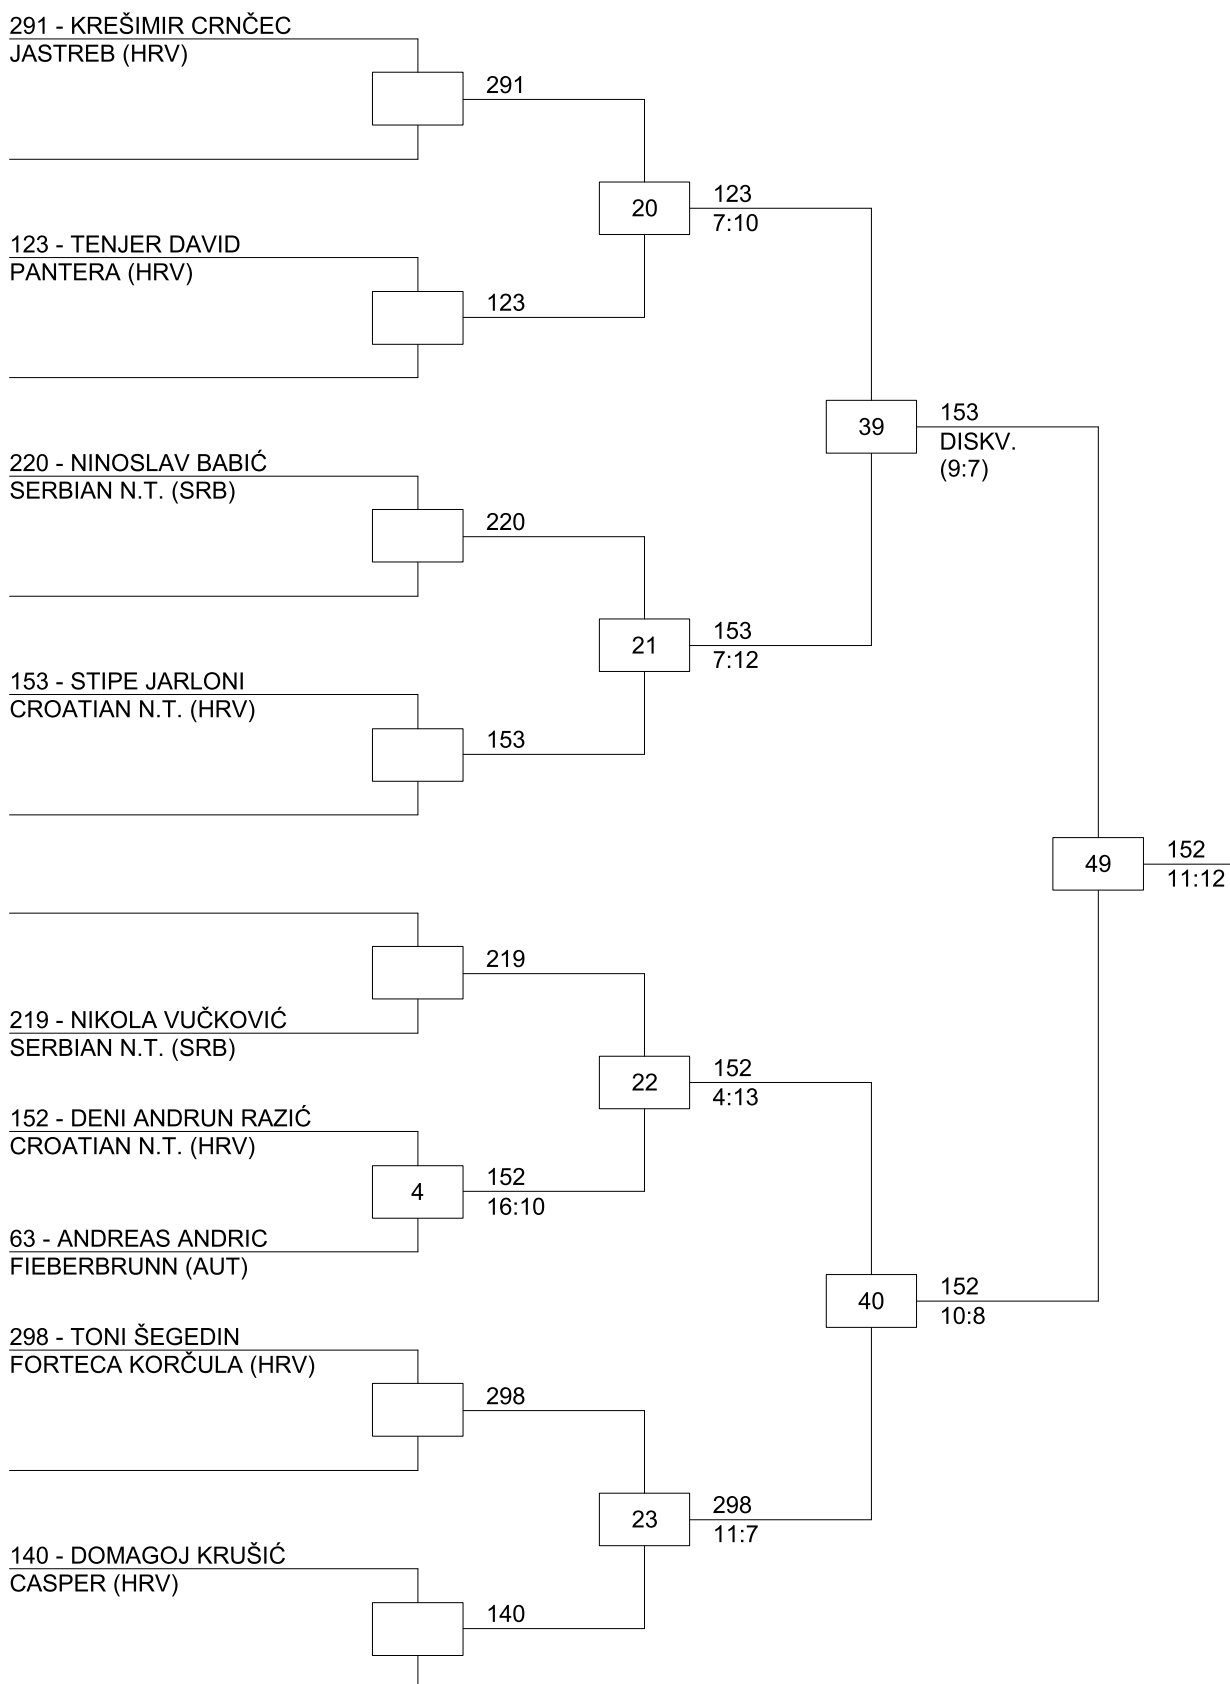 291 - KREŠIMIR CRNČEC
JASTREB (HRV)
291
20
123
7:10
123 - TENJER DAVID
PANTERA (HRV)
123
39
153
DISKV.
(9:7)
220 - NINOSLAV BABIĆ
SERBIAN N.T. (SRB)
220
21
153
7:12
153 - STIPE JARLONI
CROATIAN N.T. (HRV)
153
49
152
11:12
219
219 - NIKOLA VUČKOVIĆ
SERBIAN N.T. (SRB)
22
152
4:13
152 - DENI ANDRUN RAZIĆ
CROATIAN N.T. (HRV)
4
152
16:10
63 - ANDREAS ANDRIC
FIEBERBRUNN (AUT)
40
152
10:8
298 - TONI ŠEGEDIN
FORTECA KORČULA (HRV)
298
23
298
11:7
140 - DOMAGOJ KRUŠIĆ
CASPER (HRV)
140